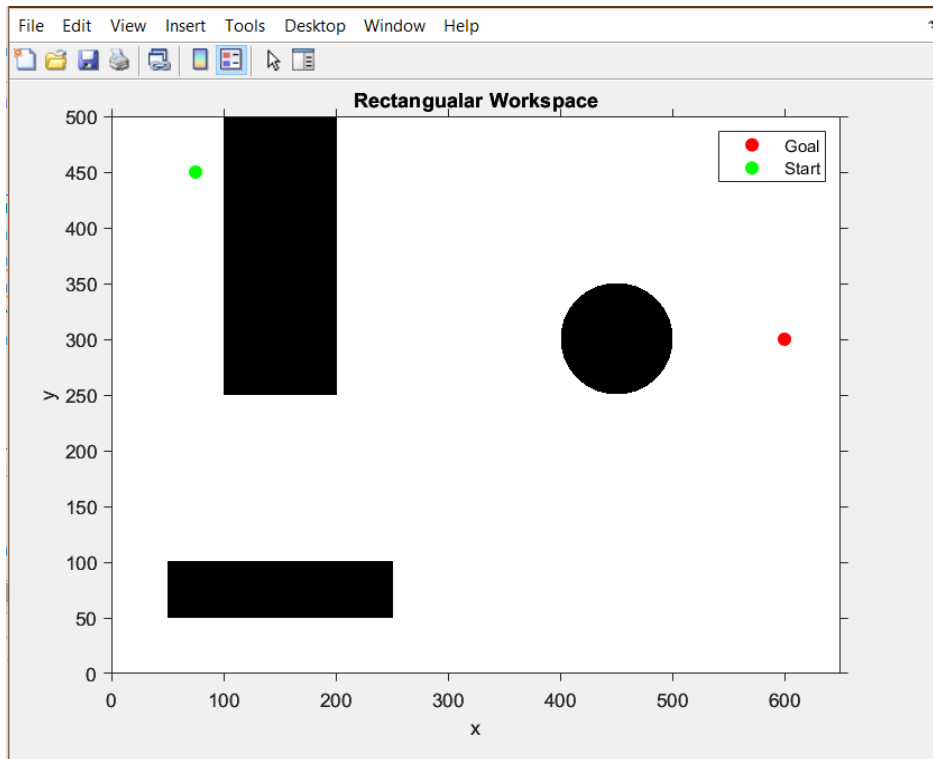 File Edit View Insert Tools Desktop Window Help
Rectangualar Workspace
Goal
Start
500
450
400
350
300
250
200
150
100
50
0
y
0 100 200 300 400 500 600
x